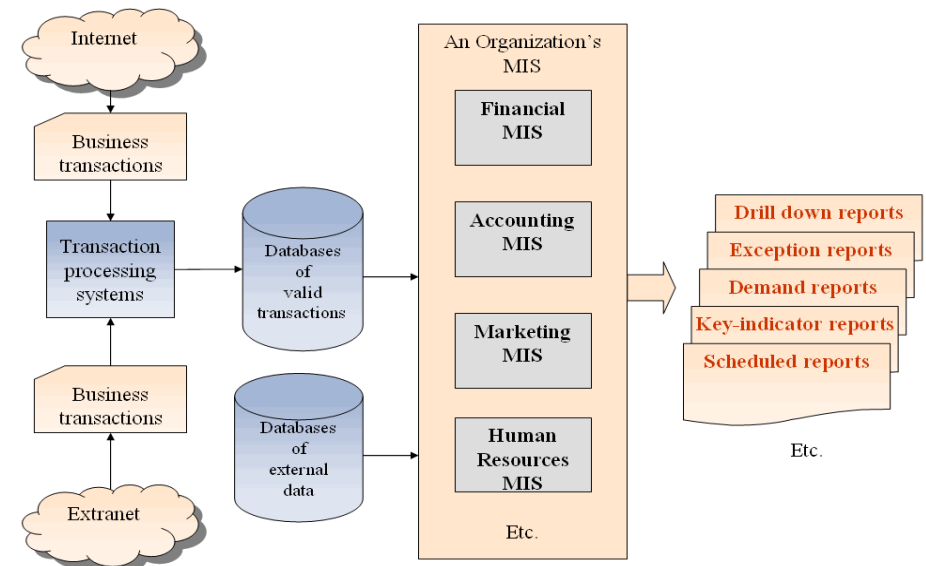 Internet
Business
transactions
Transaction
processing
systems
Business
transactions
Extranet
Databases
of
valid
transactions
Databases
of
external
data
An Organization's
MIS
Financial
MIS
Accounting
MIS
Marketing
MIS
Human
Resources
MIS
Etc.
Drill down reports
Exception reports
Demand reports
Key-indicator reports
Scheduled reports
Etc.